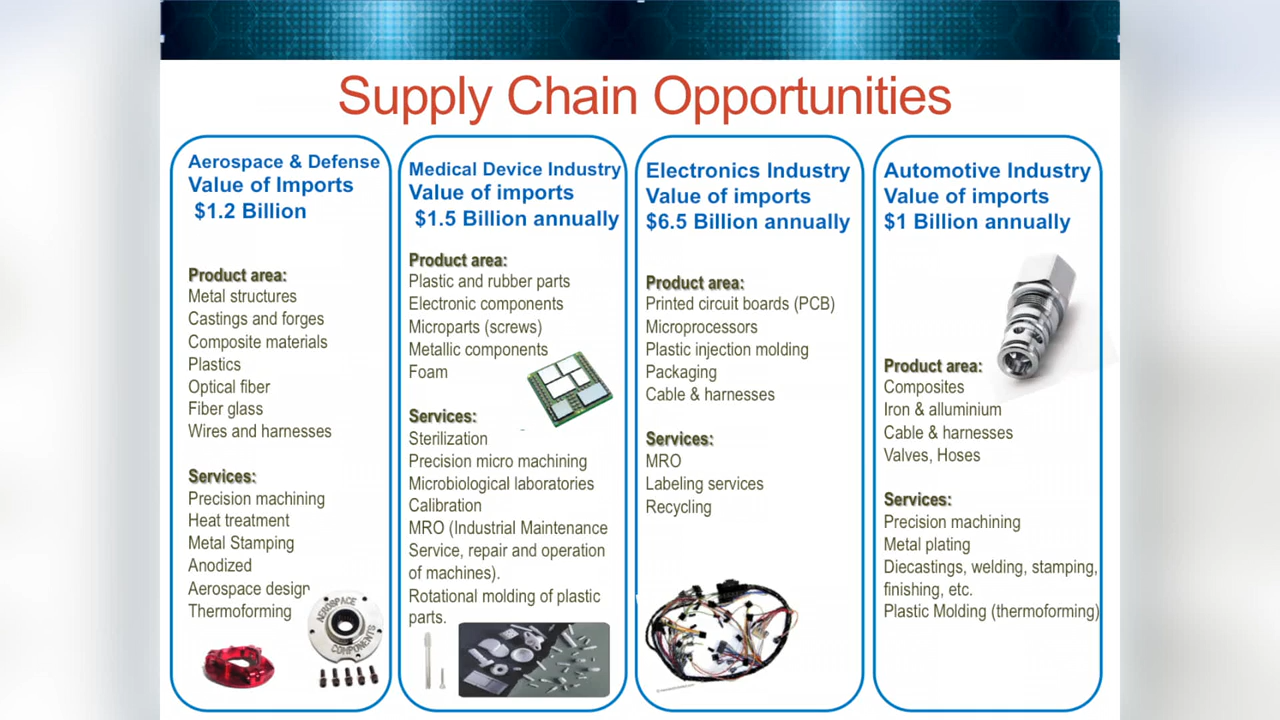 Supply Chain Opportunities
Aerospace & Defense
Value of Imports
$1.2 Billion
Product area:
Metal structures
Castings and forges
Composite materials
Plastics
Optical fiber
Fiber glass
Wires and harnesses
Services:
Precision machining
Heat treatment
Metal Stamping
Anodized
Aerospace design
Thermoforming
AEROSPACE
COMPONENTS
Medical Device Industry
Value of imports
$1.5 Billion annually
Product area:
Plastic and rubber parts
Electronic components
Microparts (screws)
Metallic components
Foam
Services:
Sterilization
Precision micro machining
Microbiological laboratories
Calibration
MRO (Industrial Maintenance
Service, repair and operation
of machines).
Rotational molding of plastic
parts.
Electronics Industry
Value of imports
$6.5 Billion annually
Product area:
Printed circuit boards (PCB)
Microprocessors
Plastic injection molding
Packaging
Cable & harnesses
Services:
MRO
Labeling services
Recycling
Automotive Industry
Value of imports
$1 Billion annually
Product area:
Composites
Iron & alluminium
Cable & harnesses
Valves, Hoses
Services:
Precision machining
Metal plating
Diecastings, welding, stamping,
finishing, etc.
Plastic Molding (thermoforming)